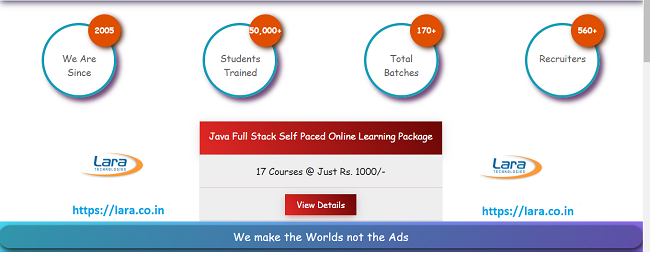 2005
We Are
Since
50,000+
Students
Trained
170+
Total
Batches
560+
Recruiters
Java Full Stack Self Paced Online Learning Package
17 Courses @ Just Rs. 1000/-
View Details
Lara
TECHNOLOGIES
https://lara.co.in
Lara
TECHNOLOGIES
https://lara.co.in
We make the Worlds not the Ads